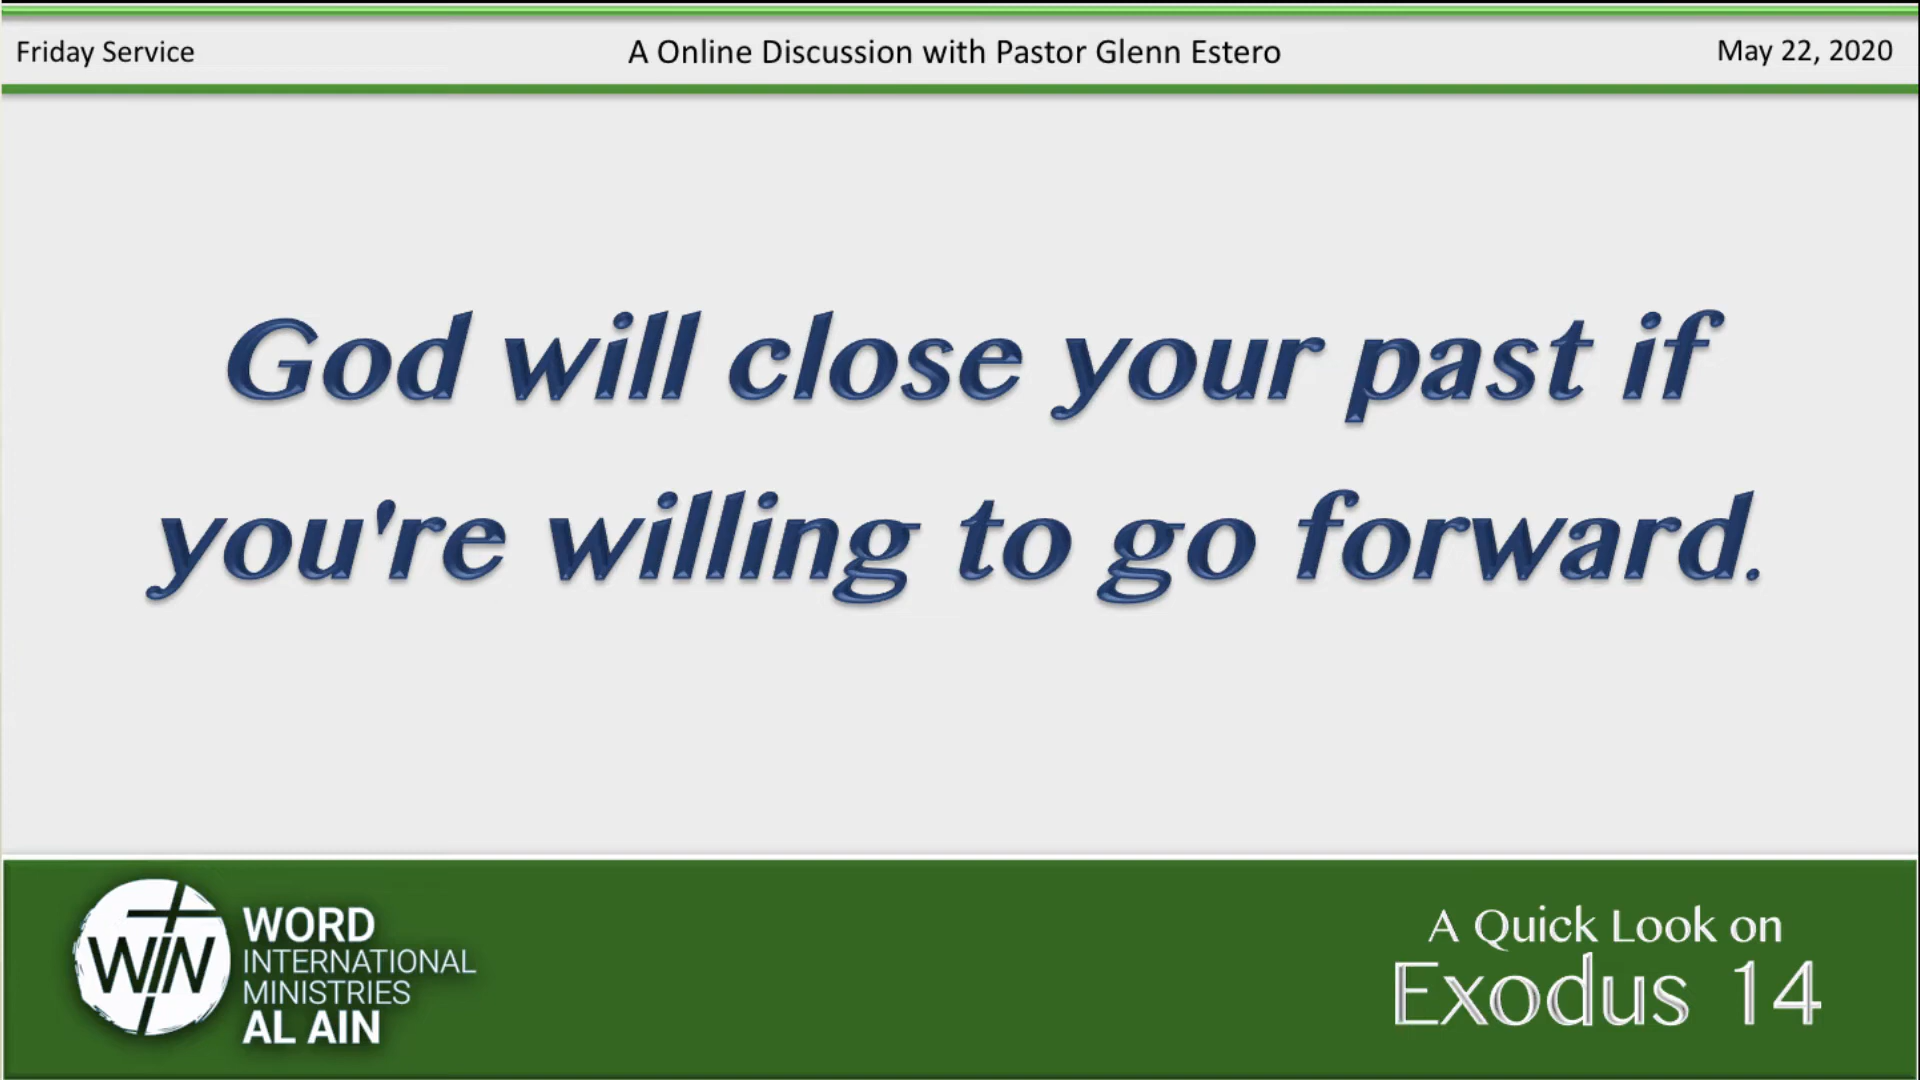 Friday Service
A Online Discussion with Pastor Glenn Estero
May 22, 2020
God will close your past if
you're willing to go forward.
WIN
WORD
INTERNATIONAL
MINISTRIES
AL AIN
A Quick Look on
Exodus 14